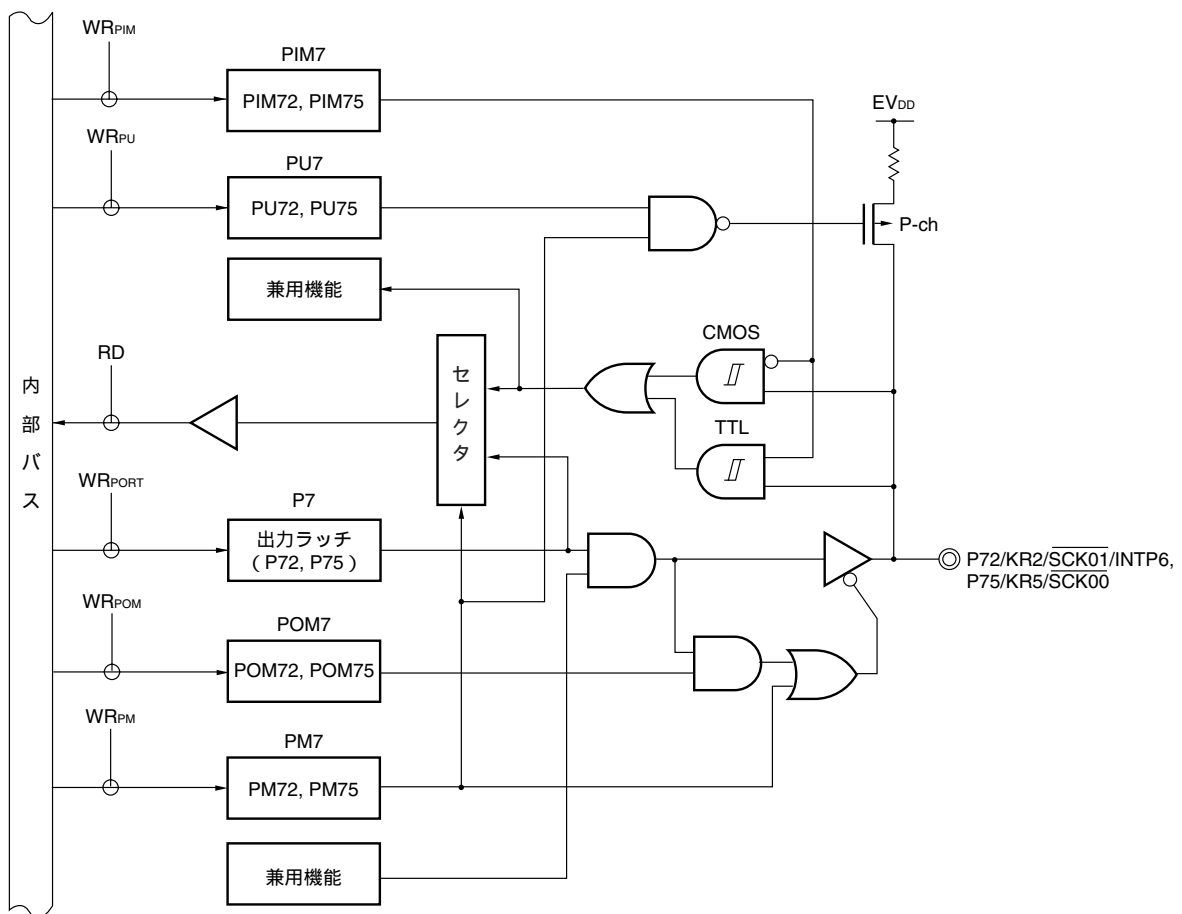 WRPIM
PIM7
PIM72, PIM75
EVDD
WRPU
PU7
PU72, PU75
P-ch
兼用機能
CMOS
RD
セレクタ
TTL
内部バス
WRPORT
P7
出力ラッチ
（P72, P75）
P72/KR2/SCK01/INTP6,
P75/KR5/SCK00
WRPOM
POM7
POM72, POM75
WRPM
PM7
PM72, PM75
兼用機能